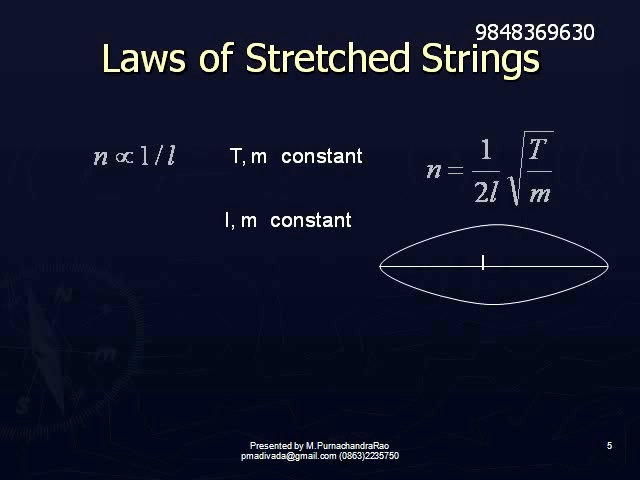 9848369630
Laws of Stretched Strings
n ∝ 1 / l
T, m constant
n = 1/2l √T/m
l, m constant
l
N
m
S
Presented by M.PurnachandraRao
pmadivada@gmail.com (0863)2235750
5